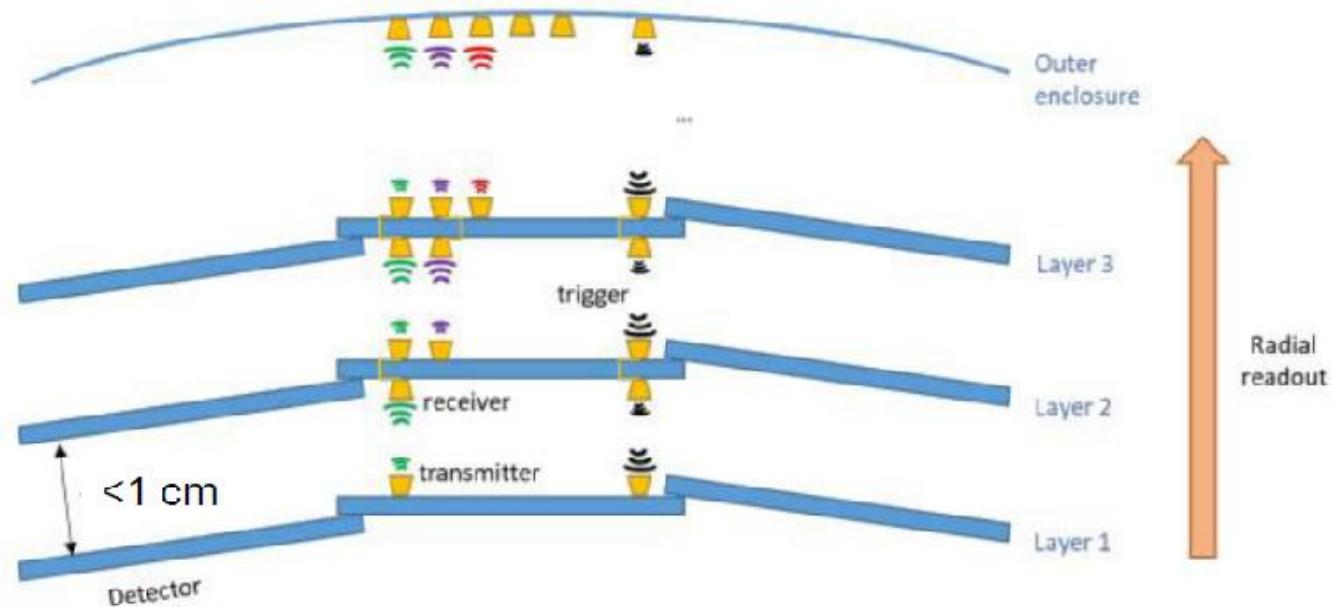 Outer
enclosure
...
Layer 3
trigger
Radial
readout
receiver
Layer 2
transmitter
<1 cm
Layer 1
Detector